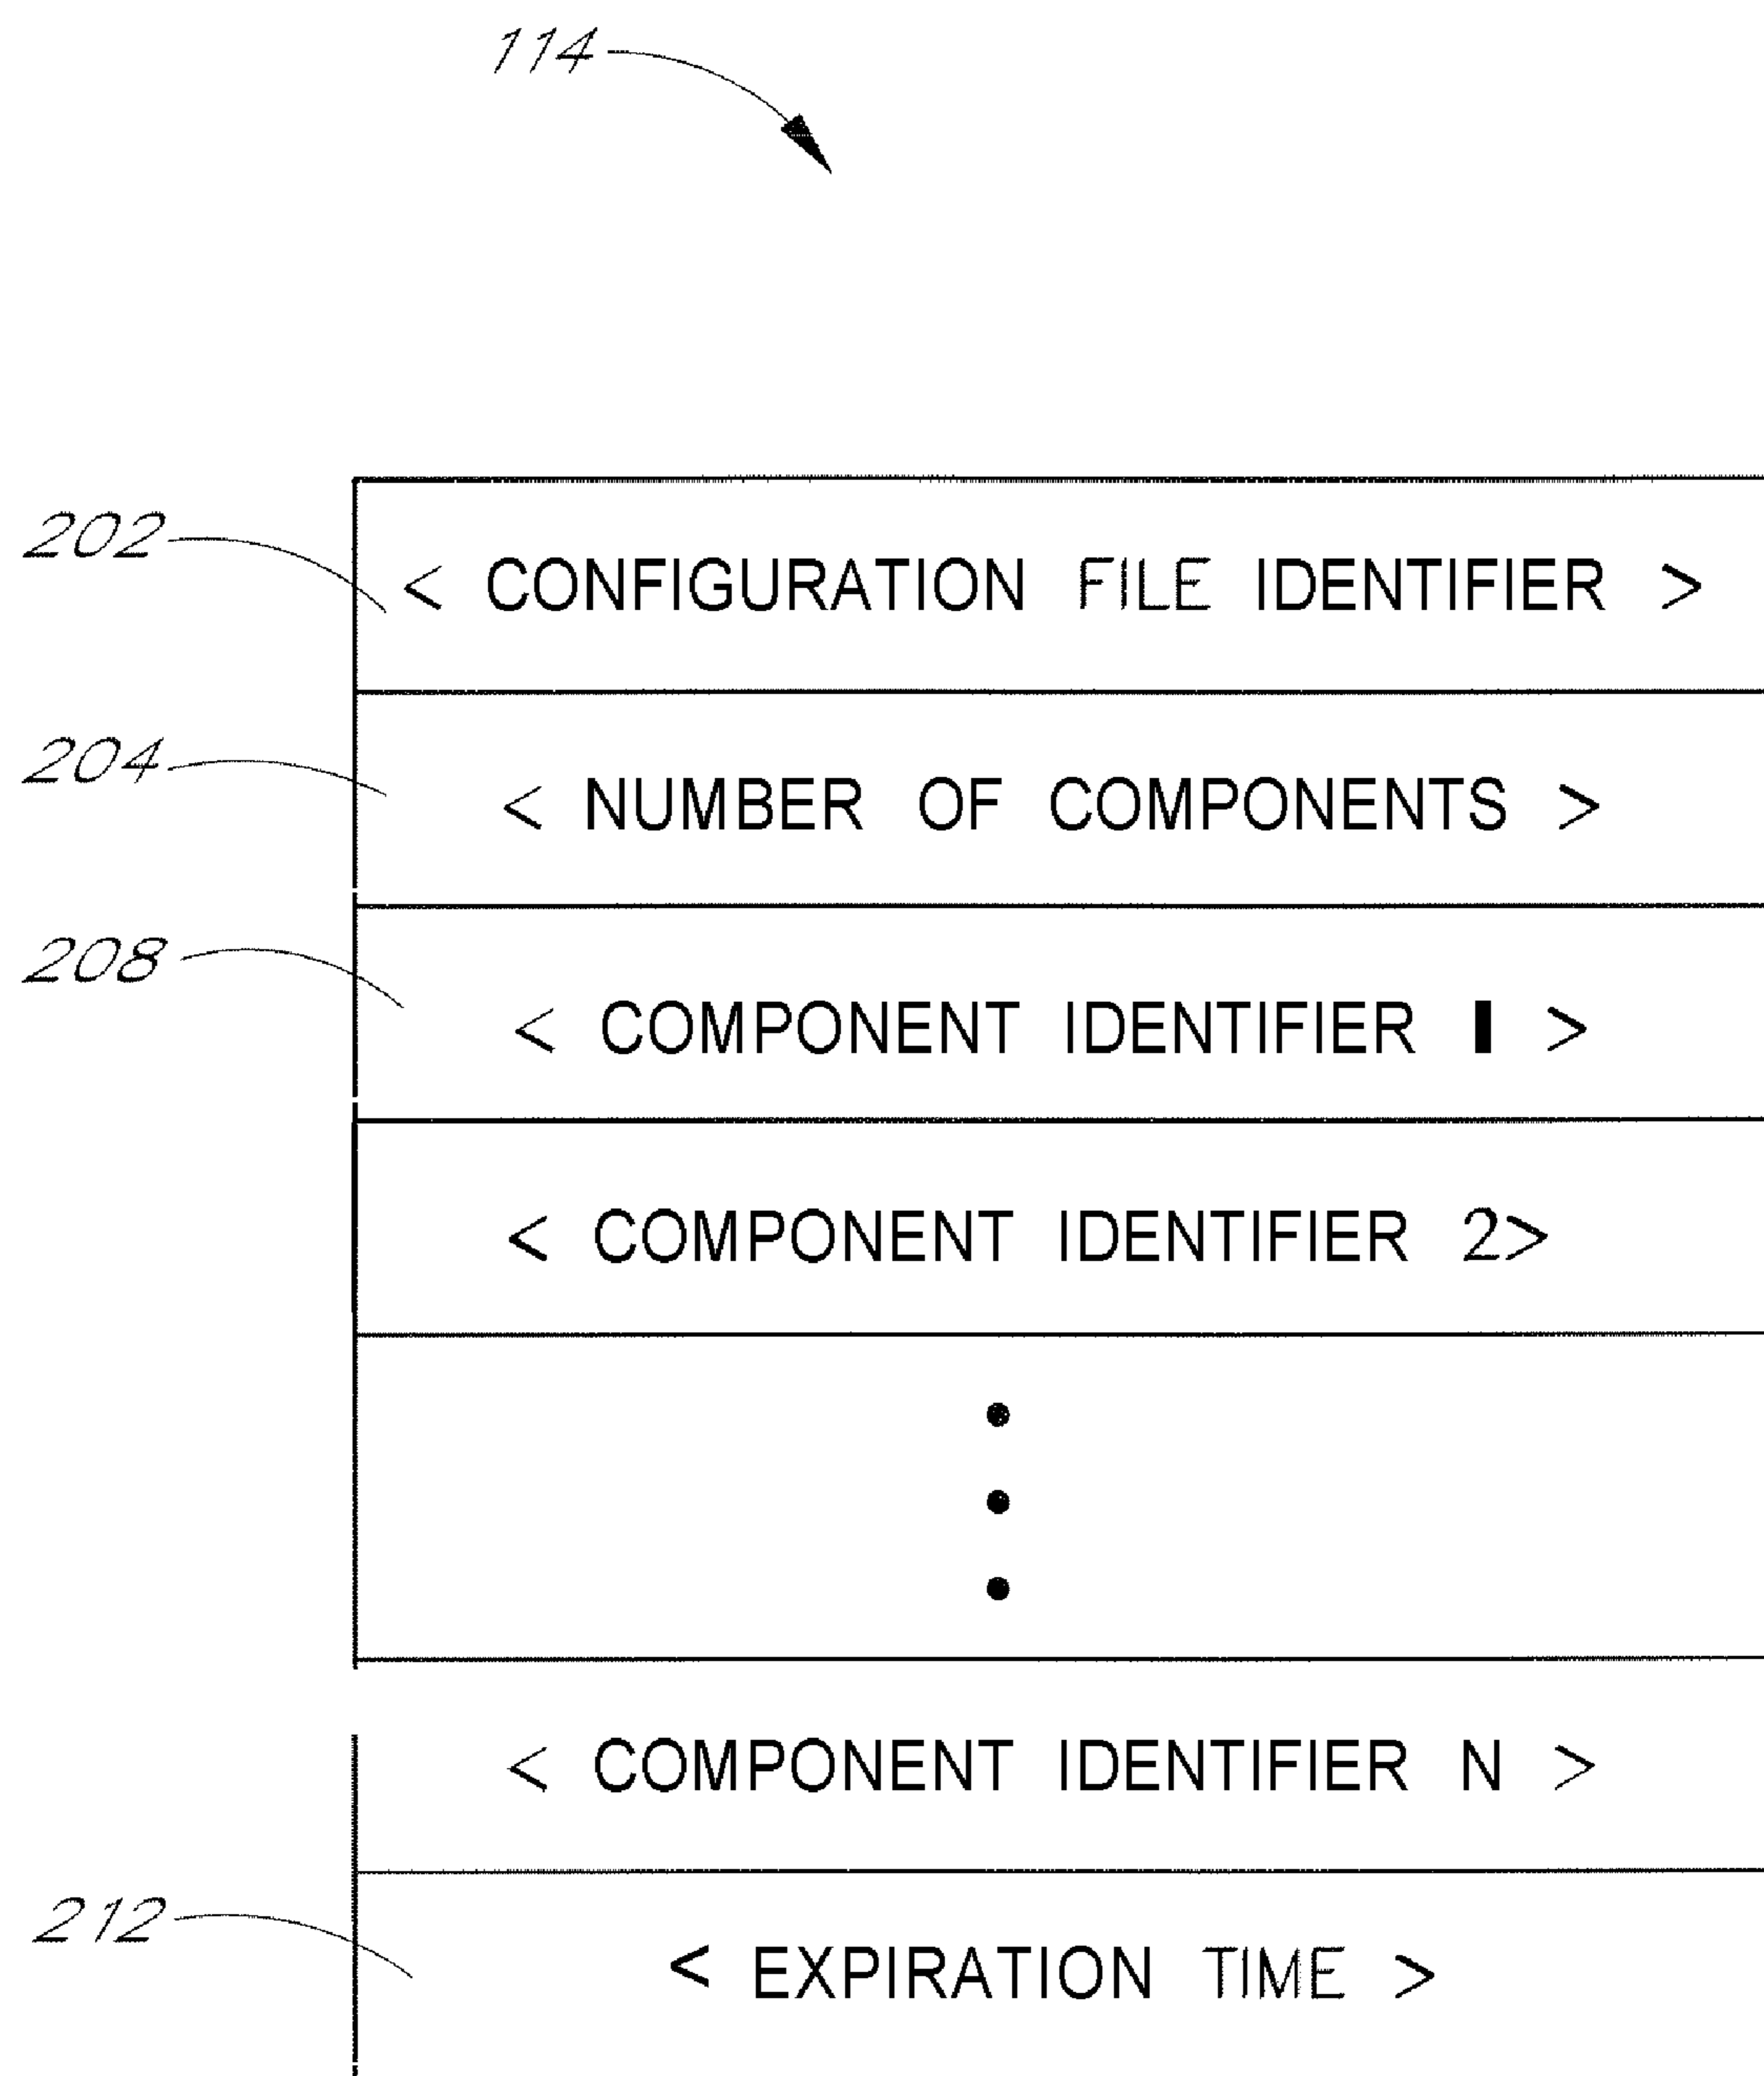 114
202
< CONFIGURATION FILE IDENTIFIER >
204
< NUMBER OF COMPONENTS >
208
< COMPONENT IDENTIFIER 1 >
< COMPONENT IDENTIFIER 2>
< COMPONENT IDENTIFIER N >
212
< EXPIRATION TIME >